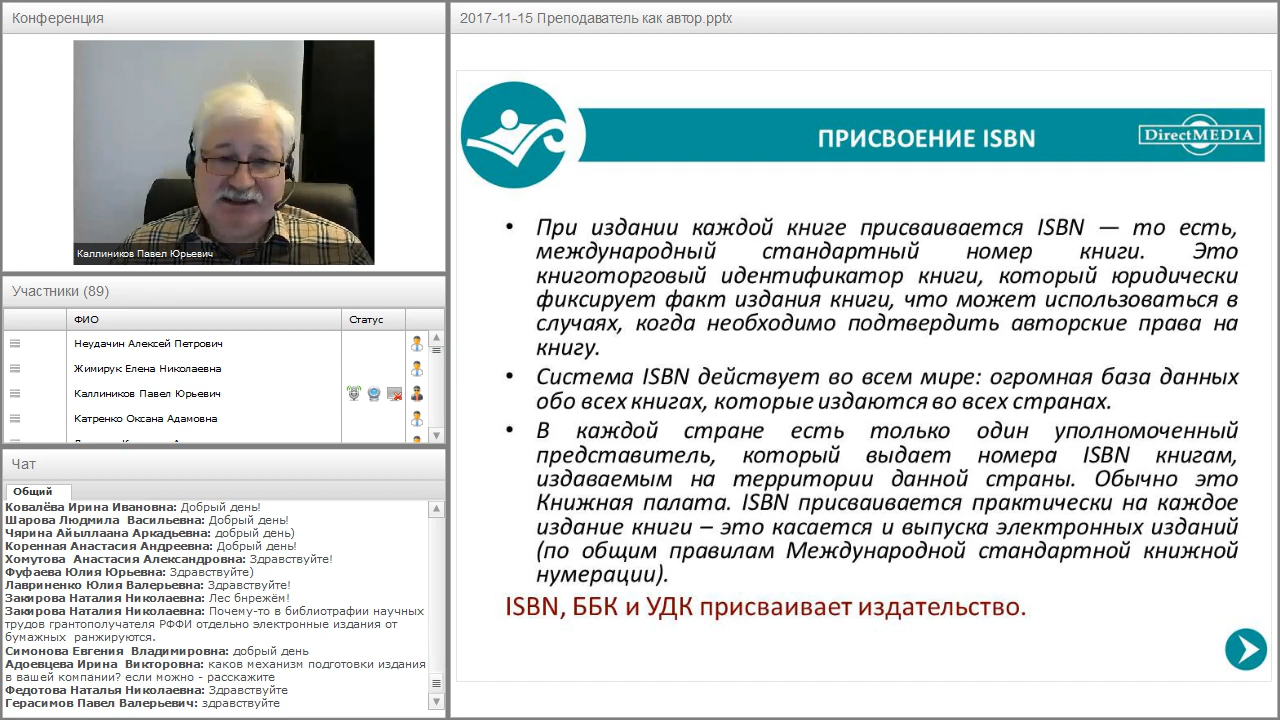 Конференция
Каллиников Павел Юрьевич
Участники (89)
ФИО
Статус
Неудачин Алексей Петрович
Жимирук Елена Николаевна
Каллиников Павел Юрьевич
Катренко Оксана Адамовна
Чат
Общий
Ковалёва Ирина Ивановна: Добрый день!
Шарова Людмила Васильевна: Добрый день!
Чярина Айыллаана Аркадьевна: добрый день)
Коренная Анастасия Андреевна: Добрый день!
Хомутова Анастасия Александровна: Здравствуйте!
Фуфаева Юлия Юрьевна: Здравствуйте)
Лавриненко Юлия Валерьевна: Здравствуйте!
Закирова Наталия Николаевна: Лес бнрежём!
Закирова Наталия Николаевна: Почему-то в библиотрафии научных
трудов грантополучателя РФФИ отдельно электронные издания от
бумажных ранжируются.
Симонова Евгения Владимировна: добрый день
Адоевцева Ирина Викторовна: каков механизм подготовки издания
в вашей компании? если можно - расскажите
Федотова Наталья Николаевна: Здравствуйте
Герасимов Павел Валерьевич: здравствуйте
2017-11-15 Преподаватель как автор.pptx
ПРИСВОЕНИЕ ISBN
DirectMEDIA
• При издании каждой книге присваивается ISBN — то есть,
международный стандартный номер книги. Это
книготорговый идентификатор книги, который юридически
фиксирует факт издания книги, что может использоваться в
случаях, когда необходимо подтвердить авторские права на
книгу.
• Система ISBN действует во всем мире: огромная база данных
обо всех книгах, которые издаются во всех странах.
• В каждой стране есть только один уполномоченный
представитель, который выдает номера ISBN книгам,
издаваемым на территории данной страны. Обычно это
Книжная палата. ISBN присваивается практически на каждое
издание книги – это касается и выпуска электронных изданий
(по общим правилам Международной стандартной книжной
нумерации).
ISBN, ББК и УДК присваивает издательство.